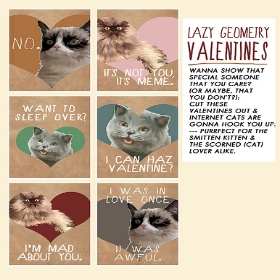 NO.
IT'S NOT YOU,
IT'S MEME.
WANT TO
SLEEP OVER?
I CAN HAZ
VALENTINE?
I'M MAD
ABOUT YOU.
I WAS IN
LOVE ONCE
IT WAS
AWFUL.
LAZY GEOMETRY
VALENTINES
WANNA SHOW THAT
SPECIAL SOMEONE
THAT YOU CARE?
(OR MAYBE, THAT
YOU DON'T?):
CUT THESE
VALENTINES OUT &
INTERNET CATS ARE
GONNA HOOK YOU UP.
--- PURRFECT FOR THE
SMITTEN KITTEN &
THE SCORNED (CAT)
LOVER ALIKE.